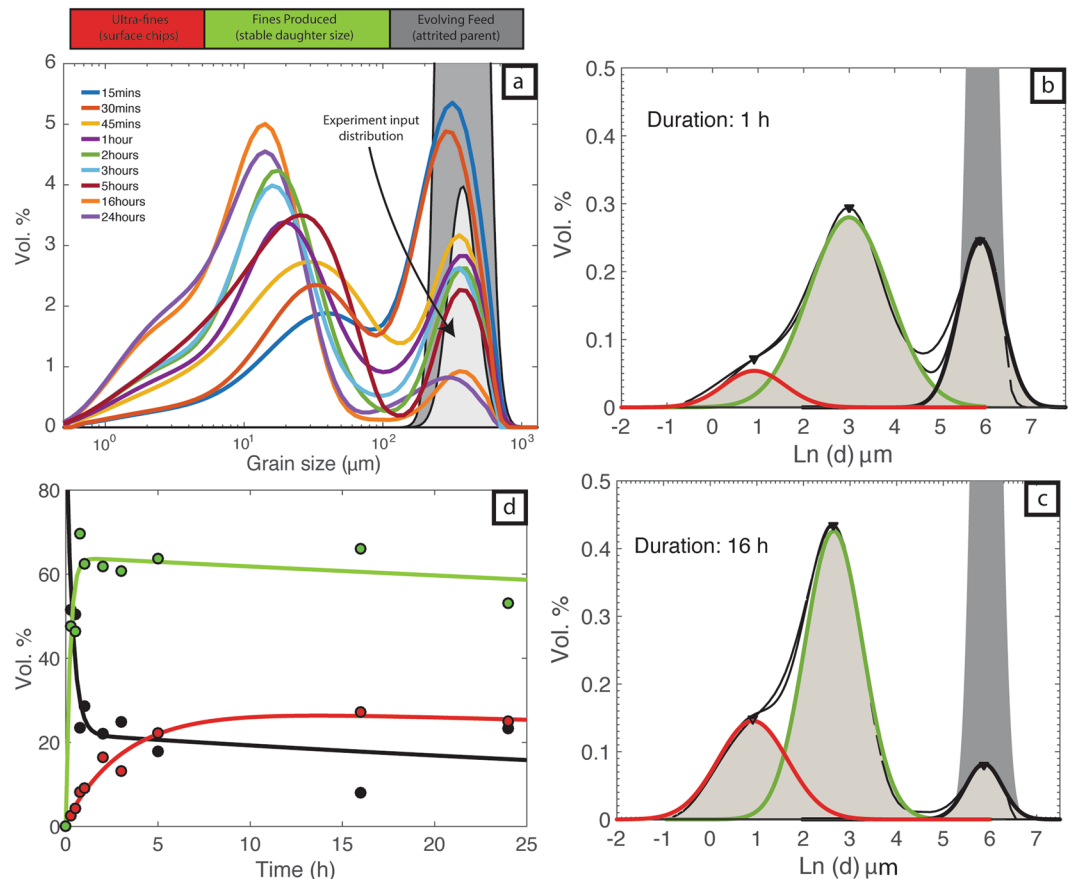 Ultra-fines
(surface chips)
Fines Produced
(stable daughter size)
Evolving Feed
(attrited parent)
a
6
5
4
3
2
1
0
Vol. %
15mins
30mins
45mins
1hour
2hours
3hours
5hours
16hours
24hours
Experiment input
distribution
10⁰
10¹
10²
10³
Grain size (μm)
b
Duration: 1 h
0.5
0.4
0.3
0.2
0.1
0
Vol. %
-2
-1
0
1
2
3
4
5
6
7
Ln (d) μm
d
80
60
40
20
0
Vol. %
0
5
10
15
20
25
Time (h)
c
Duration: 16 h
0.5
0.4
0.3
0.2
0.1
0
Vol. %
-2
-1
0
1
2
3
4
5
6
7
Ln (d) μm